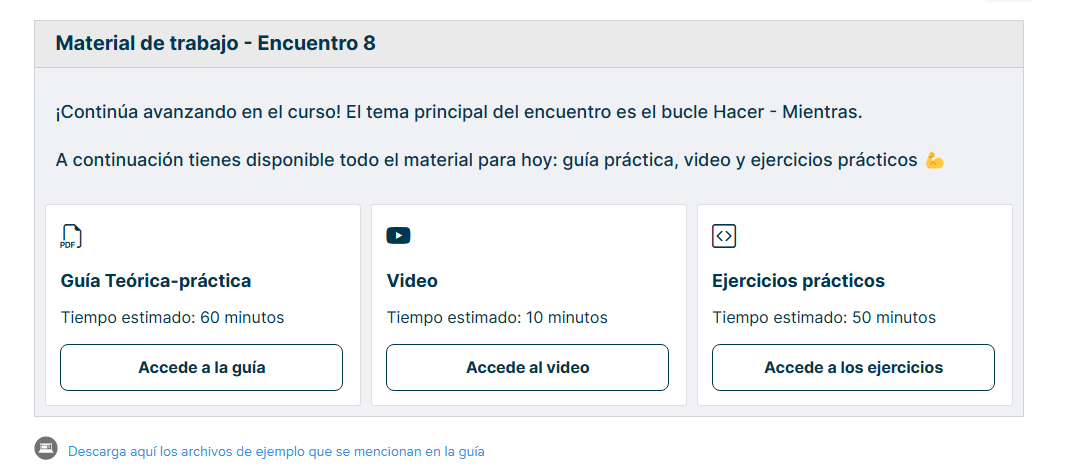 Material de trabajo - Encuentro 8
¡Continúa avanzando en el curso! El tema principal del encuentro es el bucle Hacer - Mientras.
A continuación tienes disponible todo el material para hoy: guía práctica, video y ejercicios prácticos 💪
PDF
Guía Teórica-práctica
Tiempo estimado: 60 minutos
Accede a la guía
Video
Tiempo estimado: 10 minutos
Accede al video
Ejercicios prácticos
Tiempo estimado: 50 minutos
Accede a los ejercicios
Descarga aquí los archivos de ejemplo que se mencionan en la guía